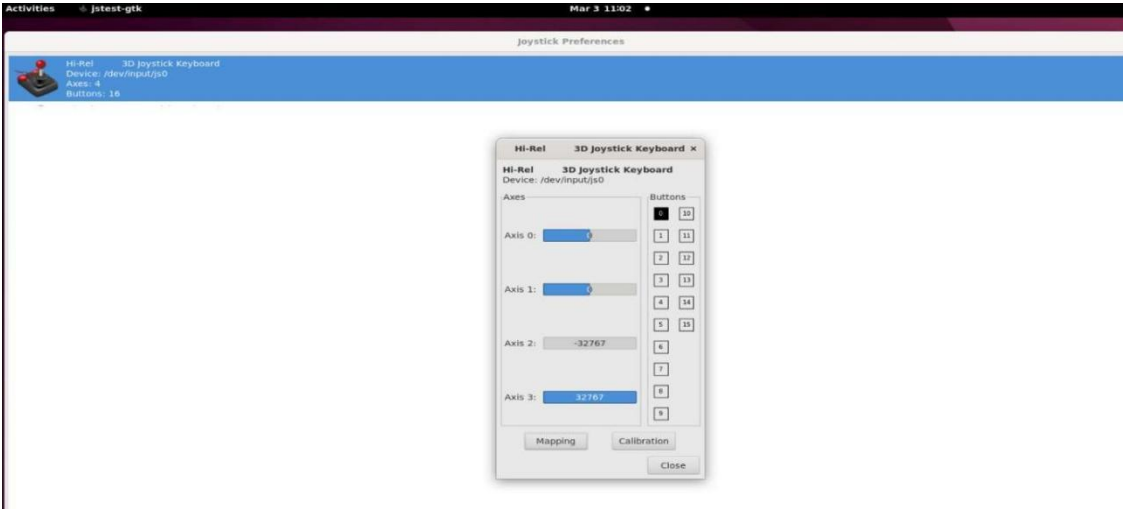 Activities jstest-gtk Mar 3 11:02
Joystick Preferences
Hi-Rel 3D Joystick Keyboard
Device: /dev/input/js0
Axes: 4
Buttons: 16
Hi-Rel 3D Joystick Keyboard ×
Hi-Rel 3D Joystick Keyboard
Device: /dev/input/js0
Axes
Buttons
0 10
Axis 0: 0
1 11
2 12
3 13
Axis 1: 0
4 14
5 15
Axis 2: -32767
6
7
8
Axis 3: 32767
9
Mapping Calibration
Close